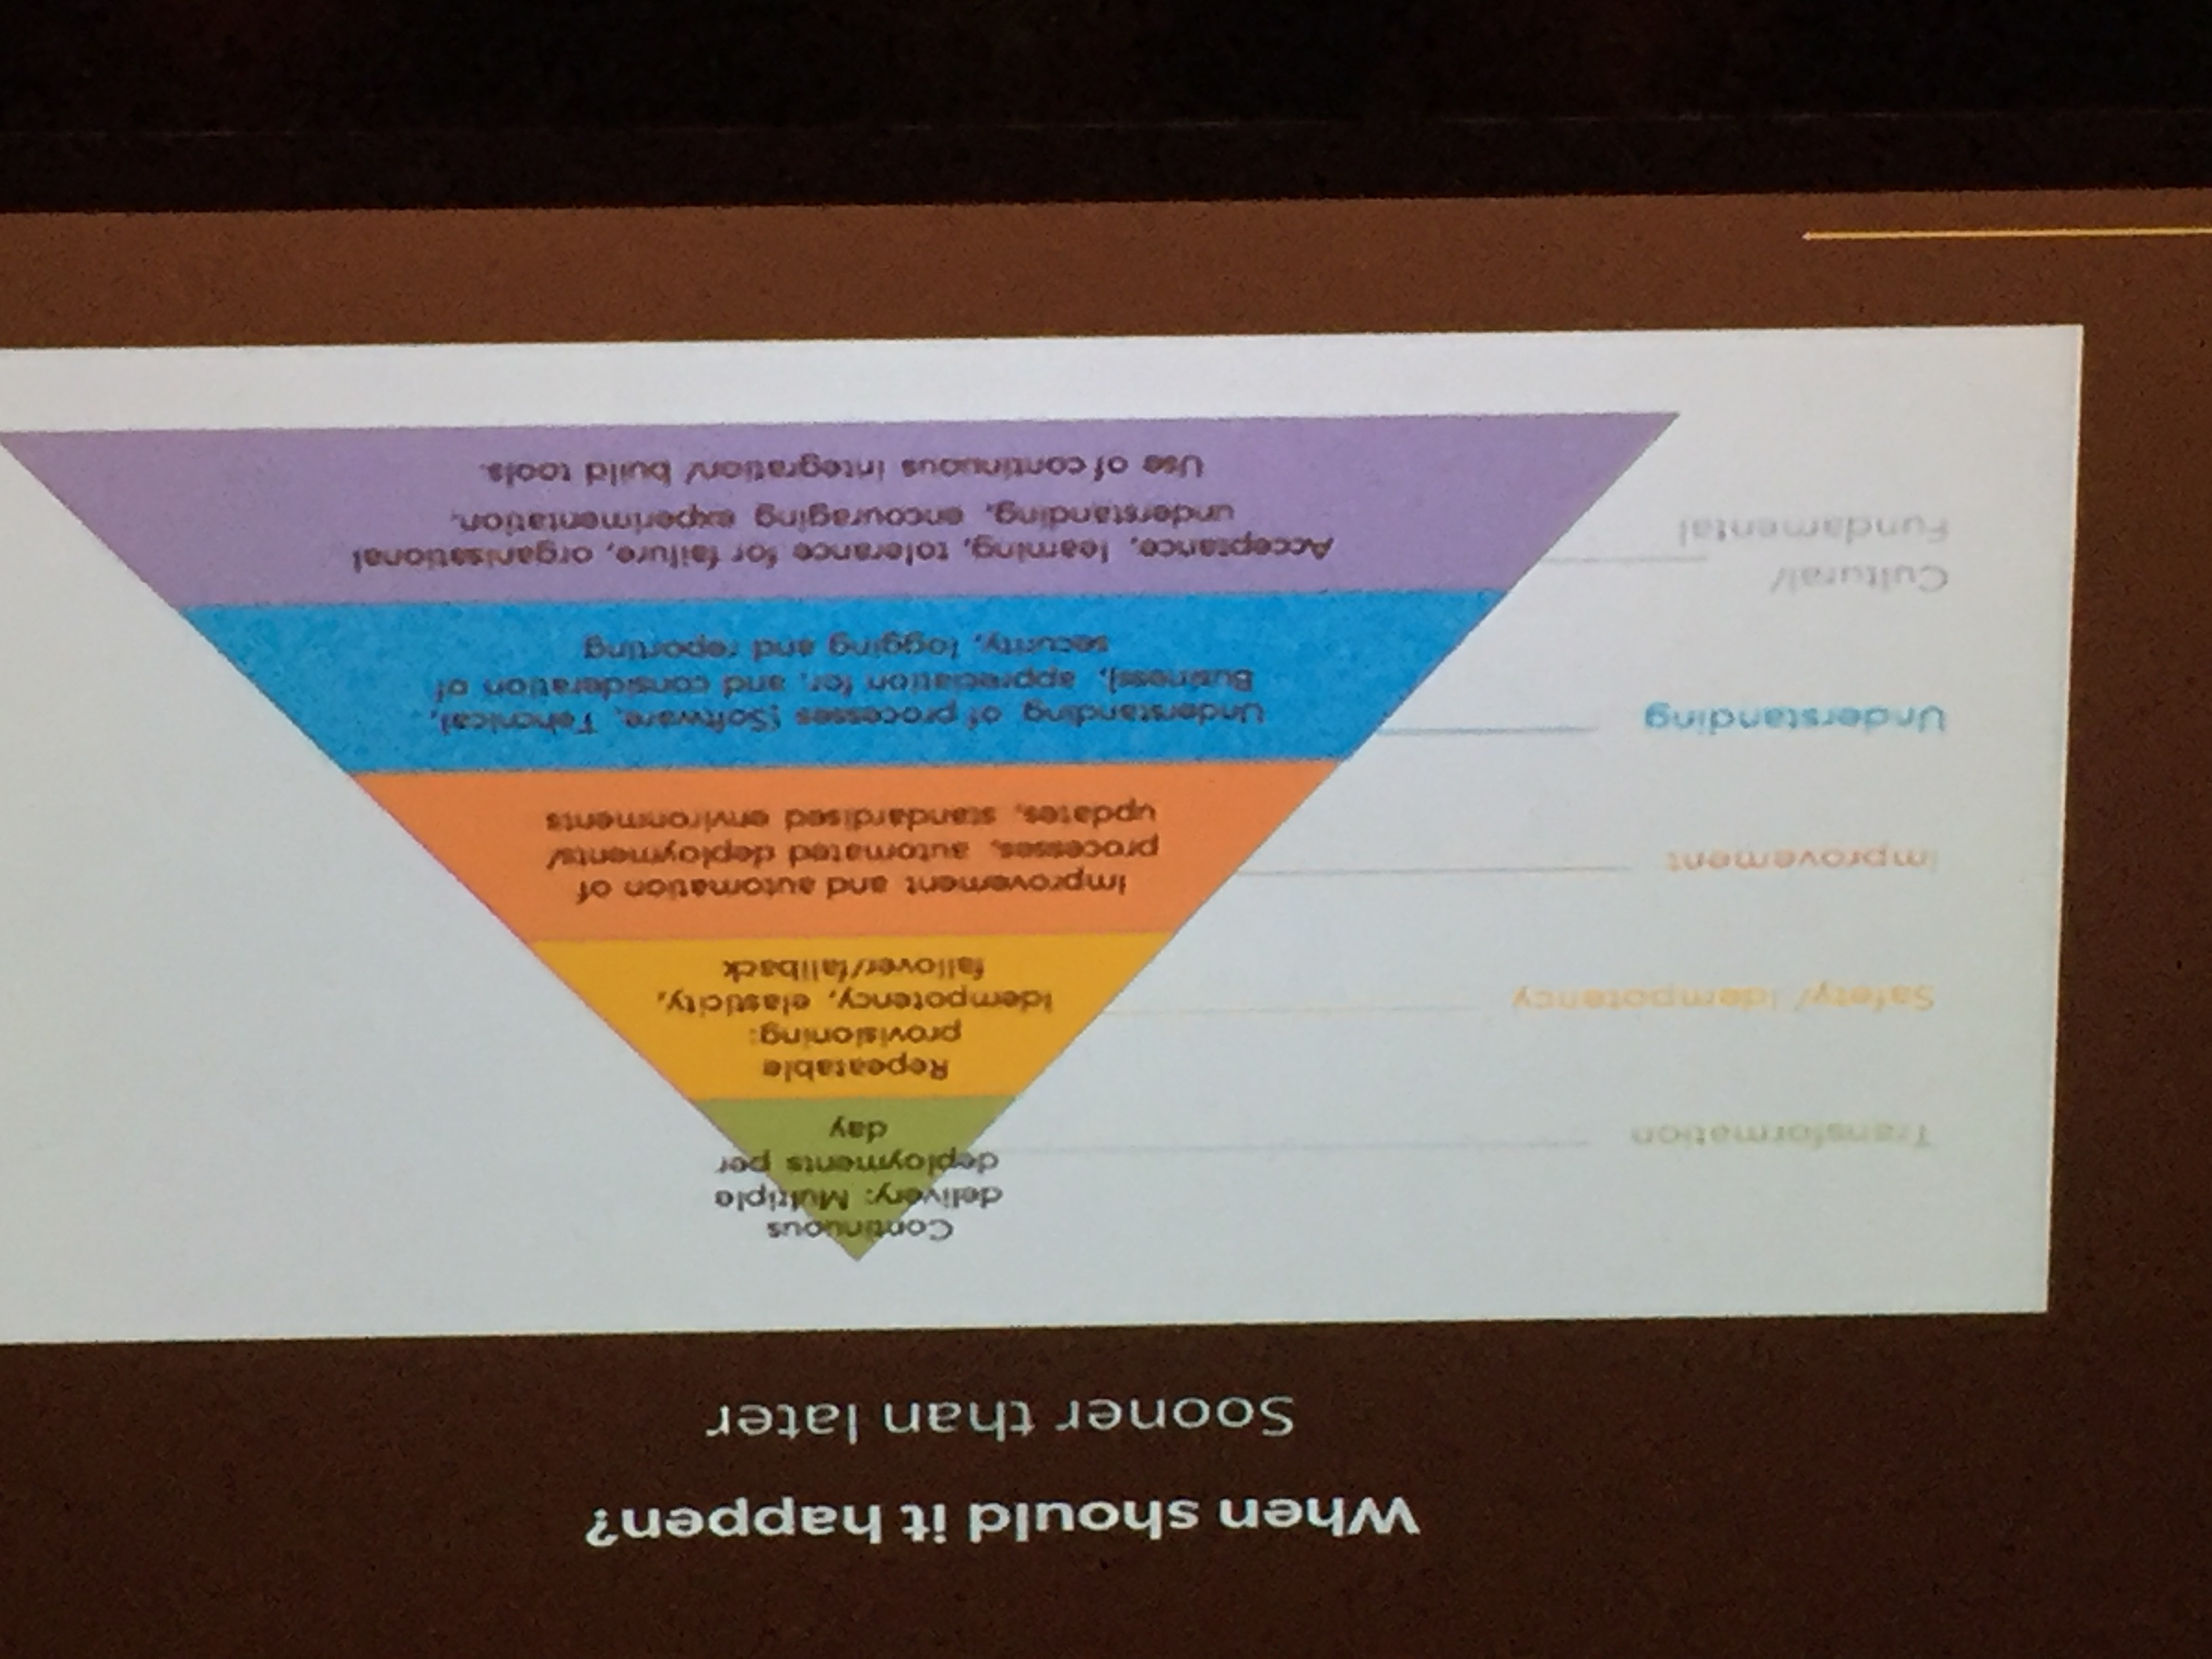 When should it happen?
Sooner than later
Continuous
delivery: Multiple
deployments per
day
Transformation
Repeatable
provisioning:
Idempotency, elasticity,
failover/fallback
Safety/ Idempotency
Improvement and automation of
processes, automated deployments/
updates, standardised environments
Improvement
Understanding of processes (Software, Tehcnical,
Business), appreciation for, and consideration of
security, logging and reporting
Understanding
Acceptance, learning, tolerance for failure, organisational
understanding, encouraging experimentation.
Use of continuous integration/ build tools.
Cultural/
Fundamental